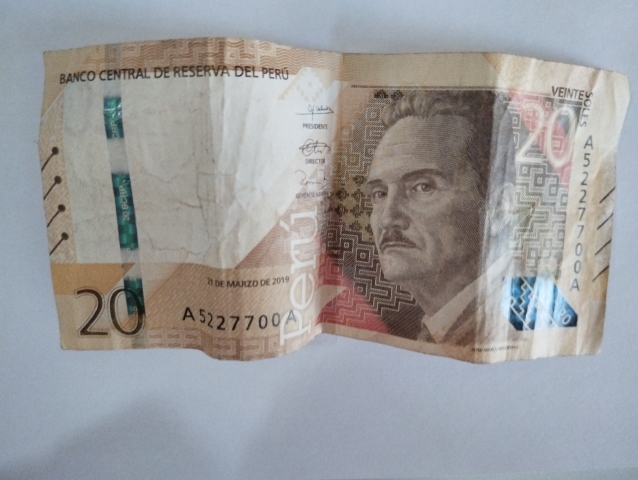 BANCO CENTRAL DE RESERVA DEL PERÚ
PRESIDENTE
DIRECTOR
21 DE MARZO DE 2019
20
A5227700A
perú
VEINTE SOLES
20
A5227700A